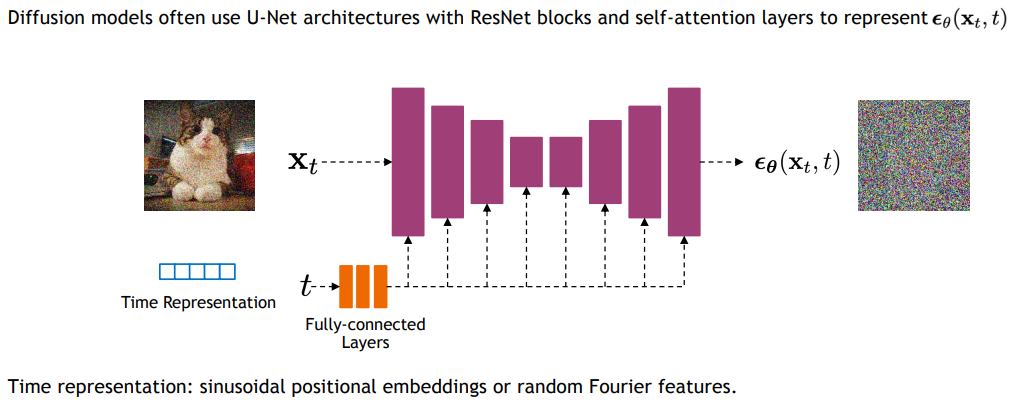 Diffusion models often use U-Net architectures with ResNet blocks and self-attention layers to represent ϵθ(xt, t)
xt
ϵθ(xt, t)
t
Time Representation
Fully-connected
Layers
Time representation: sinusoidal positional embeddings or random Fourier features.